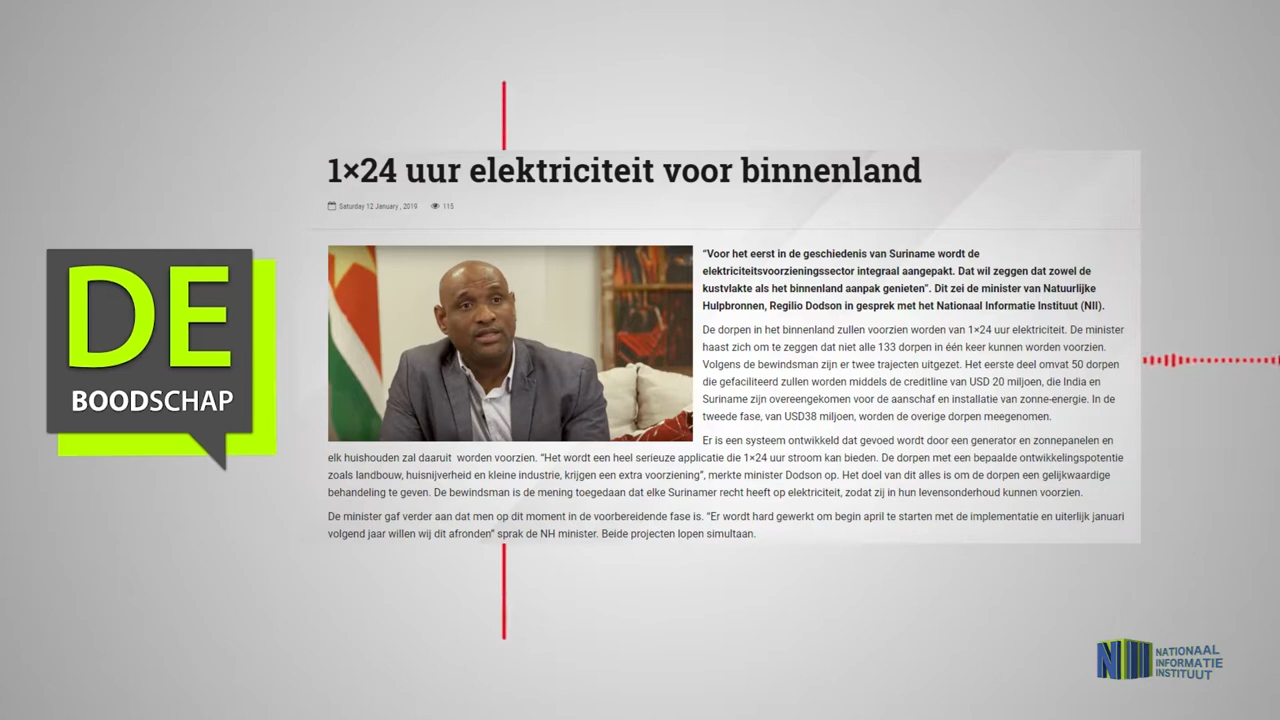 1×24 uur elektriciteit voor binnenland
Saturday 12 January, 2019 115
DE
BOODSCHAP
"Voor het eerst in de geschiedenis van Suriname wordt de
elektriciteitsvoorzieningssector integraal aangepakt. Dat wil zeggen dat zowel de
kustvlakte als het binnenland aanpak genieten". Dit zei de minister van Natuurlijke
Hulpbronnen, Regilio Dodson in gesprek met het Nationaal Informatie Instituut (NII).
De dorpen in het binnenland zullen voorzien worden van 1×24 uur elektriciteit. De minister
haast zich om te zeggen dat niet alle 133 dorpen in één keer kunnen worden voorzien.
Volgens de bewindsman zijn er twee trajecten uitgezet. Het eerste deel omvat 50 dorpen
die gefaciliteerd zullen worden middels de creditline van USD 20 miljoen, die India en
Suriname zijn overeengekomen voor de aanschaf en installatie van zonne-energie. In de
tweede fase, van USD38 miljoen, worden de overige dorpen meegenomen.
Er is een systeem ontwikkeld dat gevoed wordt door een generator en zonnepanelen en
elk huishouden zal daaruit worden voorzien. "Het wordt een heel serieuze applicatie die 1×24 uur stroom kan bieden. De dorpen met een bepaalde ontwikkelingspotentie
zoals landbouw, huisnijverheid en kleine industrie, krijgen een extra voorziening", merkte minister Dodson op. Het doel van dit alles is om de dorpen een gelijkwaardige
behandeling te geven. De bewindsman is de mening toegedaan dat elke Surinamer recht heeft op elektriciteit, zodat zij in hun levensonderhoud kunnen voorzien.
De minister gaf verder aan dat men op dit moment in de voorbereidende fase is. "Er wordt hard gewerkt om begin april te starten met de implementatie en uiterlijk januari
volgend jaar willen wij dit afronden" sprak de NH minister. Beide projecten lopen simultaan.
NII
NATIONAAL
INFORMATIE
INSTITUUT